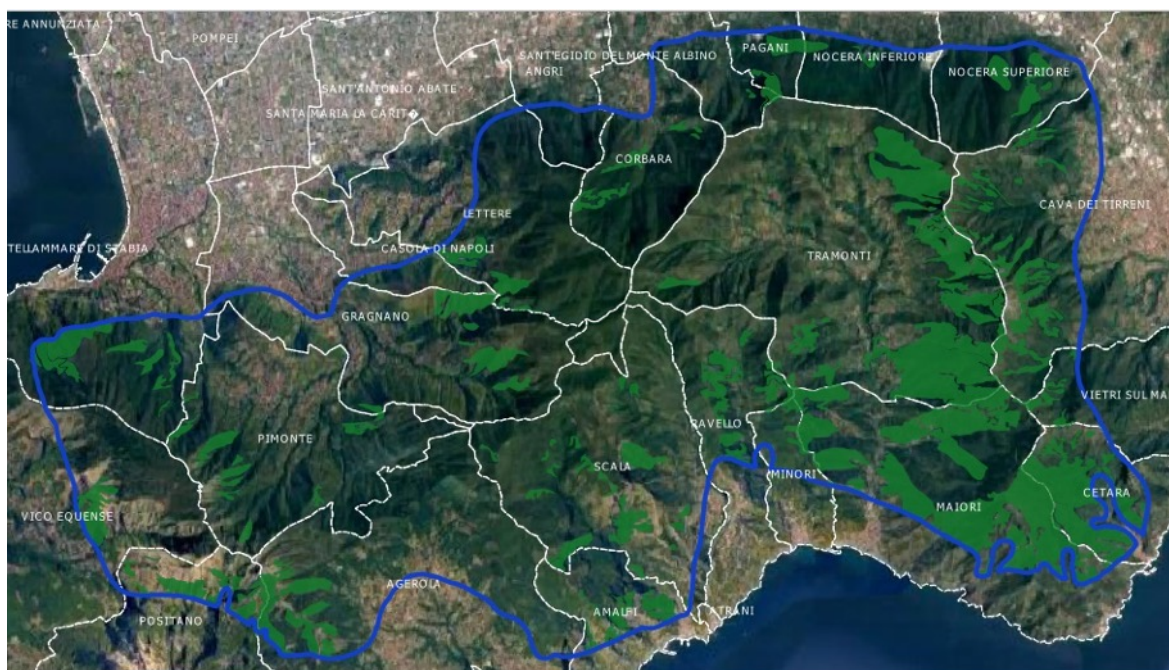 RE ANNUNZIATA
POMPEI
SANT'EGIDIO DEL MONTE ALBINO
PAGANI
NOCERA INFERIORE
ANGRI
NOCERA SUPERIORE
SANT'ANTONIO ABATE
SANTA MARIA LA CARIT�
CORBARA
LETTERE
CAVA DEI TIRRENI
TELLAMMARE DI STABIA
CASOLA DI NAPOLI
TRAMONTI
GRAGNANO
VIETRI SUL MA
PIMONTE
RAVELLO
SCALA
MINORI
CETARA
MAIORI
VICO EQUENSE
AGEROLA
POSITANO
AMALFI
ATRANI